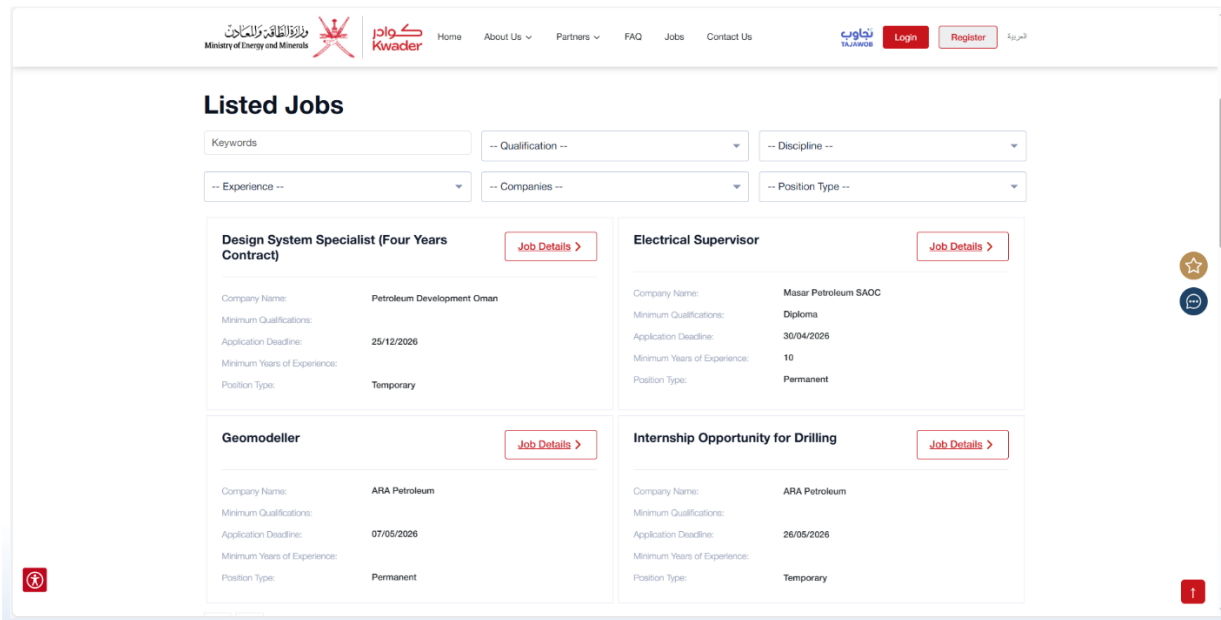 وزارة الطاقة والمعادن
Ministry of Energy and Minerals
كوادر
Kwader
Home
About Us
Partners
FAQ
Jobs
Contact Us
تجاوب
TAJAWOB
Login
Register
العربية
Listed Jobs
Keywords
-- Qualification --
-- Discipline --
-- Experience --
-- Companies --
-- Position Type --
Design System Specialist (Four Years
Contract)
Job Details
Company Name: Petroleum Development Oman
Minimum Qualifications:
Application Deadline: 25/12/2026
Minimum Years of Experience:
Position Type: Temporary
Electrical Supervisor
Job Details
Company Name: Masar Petroleum SAOC
Minimum Qualifications: Diploma
Application Deadline: 30/04/2026
Minimum Years of Experience: 10
Position Type: Permanent
Geomodeller
Job Details
Company Name: ARA Petroleum
Minimum Qualifications:
Application Deadline: 07/05/2026
Minimum Years of Experience:
Position Type: Permanent
Internship Opportunity for Drilling
Job Details
Company Name: ARA Petroleum
Minimum Qualifications:
Application Deadline: 26/05/2026
Minimum Years of Experience:
Position Type: Temporary